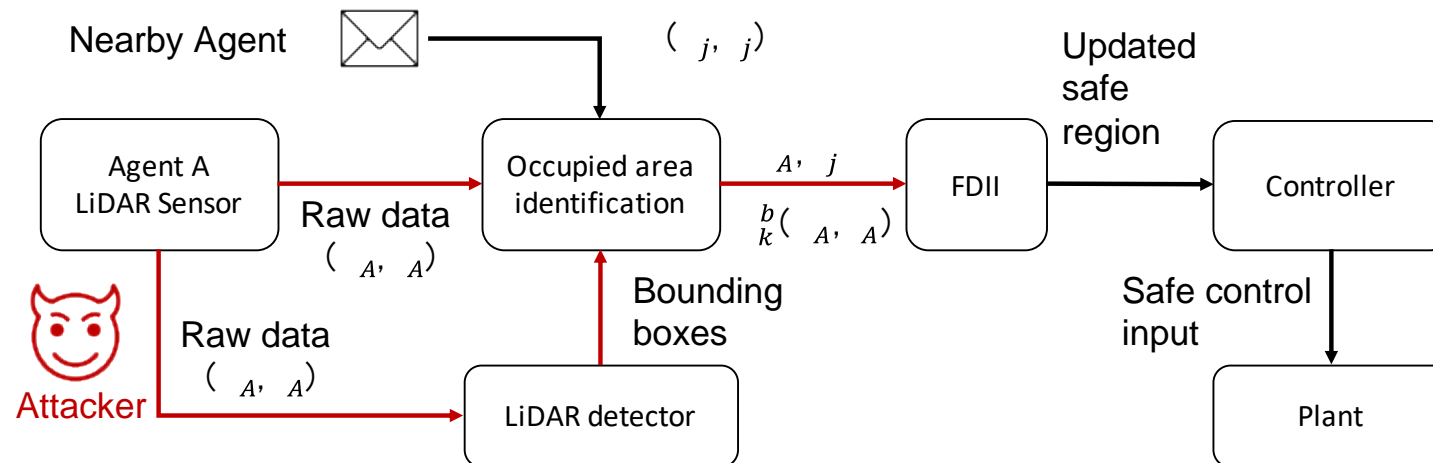 Nearby Agent
( j, j)
Updated
safe
region
Agent A
LiDAR Sensor
Occupied area
identification
A, j
b
k( A, A)
FDII
Controller
Raw data
( A, A)
Bounding
boxes
Safe control
input
Raw data
( A, A)
Attacker
LiDAR detector
Plant